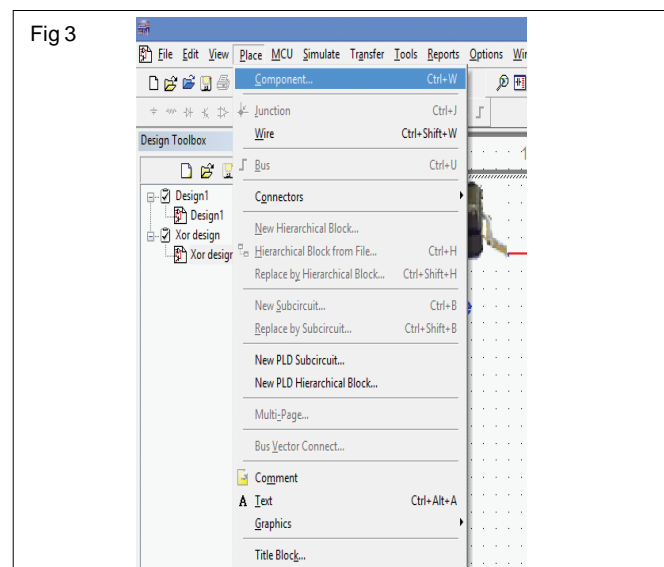 Fig 3
File Edit View Place MCU Simulate Transfer Tools Reports Options
Component... Ctrl+W
Junction Ctrl+J
Wire Ctrl+Shift+W
Design Toolbox
Bus Ctrl+U
Connectors
Design1
Design1
New Hierarchical Block...
Xor design
Hierarchical Block from File... Ctrl+H
Xor desigr
Replace by Hierarchical Block... Ctrl+Shift+H
New Subcircuit... Ctrl+B
Replace by Subcircuit... Ctrl+Shift+B
New PLD Subcircuit...
New PLD Hierarchical Block...
Multi-Page...
Bus Vector Connect...
Comment
A Text Ctrl+Alt+A
Graphics
Title Block...